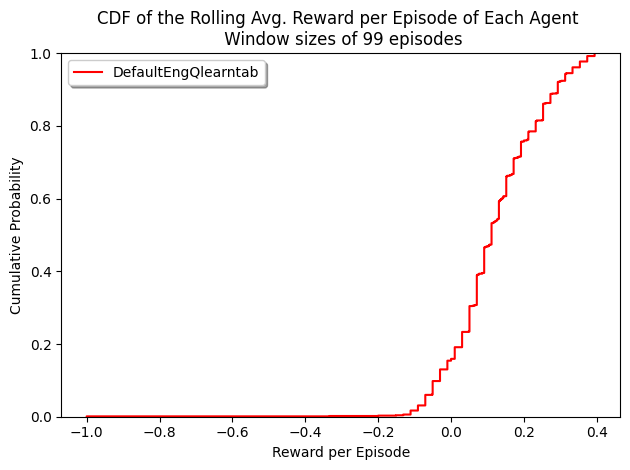 CDF of the Rolling Avg. Reward per Episode of Each Agent
Window sizes of 99 episodes
DefaultEngQlearntab
Cumulative Probability
1.0
0.8
0.6
0.4
0.2
0.0
−1.0 −0.8 −0.6 −0.4 −0.2 0.0 0.2 0.4
Reward per Episode